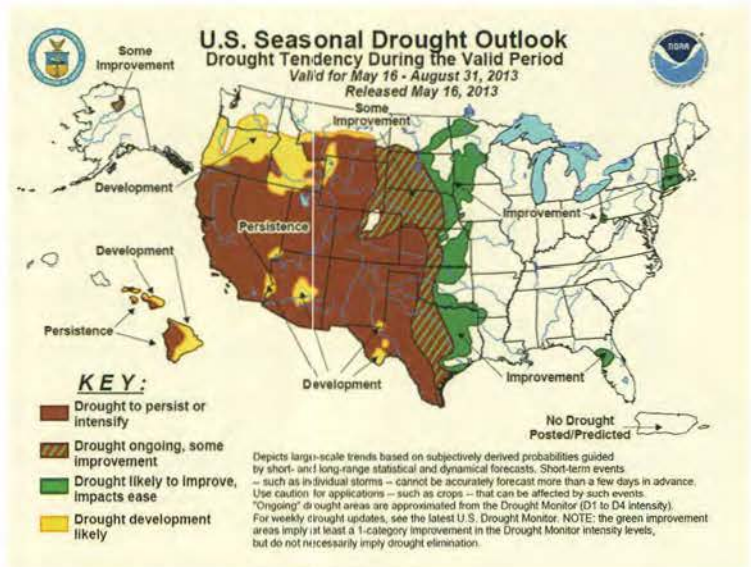 U.S. Seasonal Drought Outlook
Drought Tendency During the Valid Period
Valid for May 16 - August 31, 2013
Released May 16, 2013
NOAA
Some
Improvement
Some
Improvement
Development
Persistence
Improvement
Development
Persistence
Development
Improvement
No Drought
Posted/Predicted
KEY:
Drought to persist or
intensify
Drought ongoing, some
improvement
Drought likely to improve,
impacts ease
Drought development
likely
Depicts large-scale trends based on subjectively derived probabilities guided
by short- and long-range statistical and dynamical forecasts. Short-term events
-- such as individual storms -- cannot be accurately forecast more than a few days in advance.
Use caution for applications -- such as crops -- that can be affected by such events.
"Ongoing" drought areas are approximated from the Drought Monitor (D1 to D4 intensity).
For weekly drought updates, see the latest U.S. Drought Monitor. NOTE: the green improvement
areas imply at least a 1-category improvement in the Drought Monitor intensity levels,
but do not necessarily imply drought elimination.